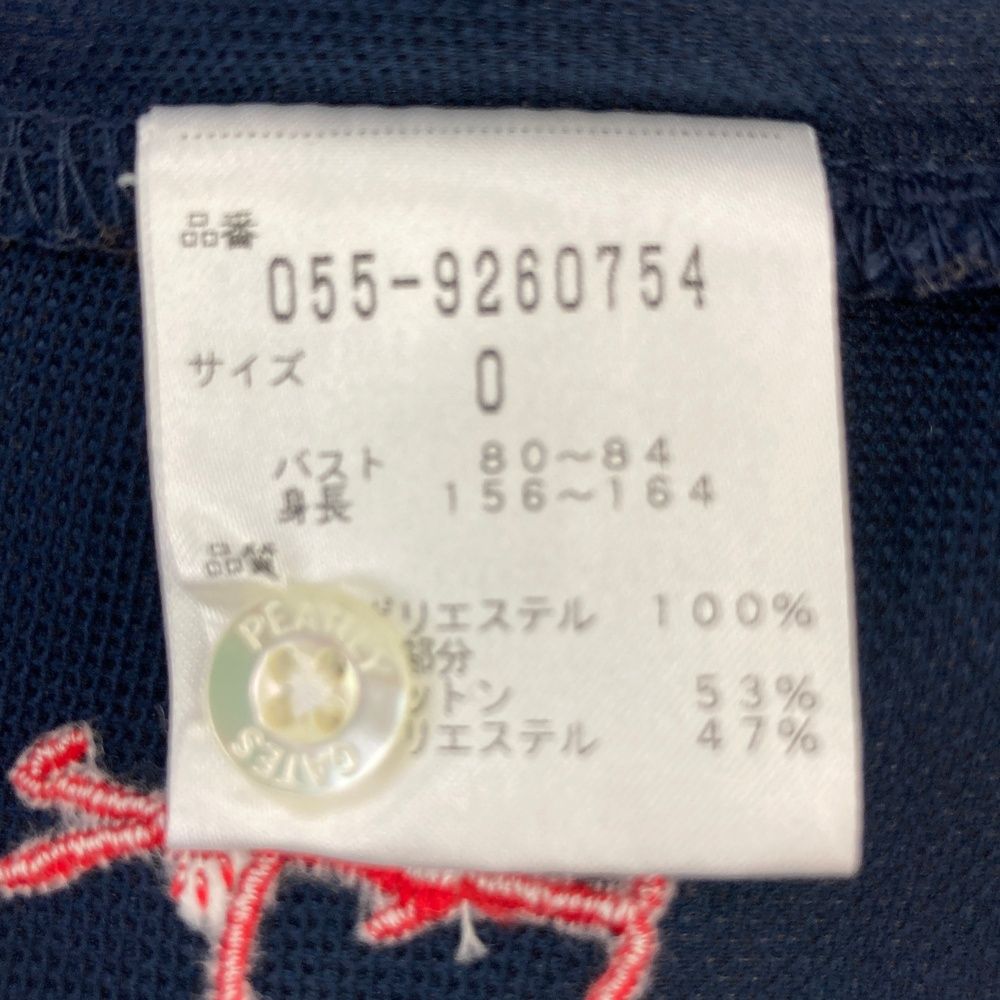 品番
055-9260754
サイズ 0
バスト 80~84
身長 156~164
品質
ポリエステル 100%
部分
ットン 53%
リエステル 47%
PEARLY
GATES